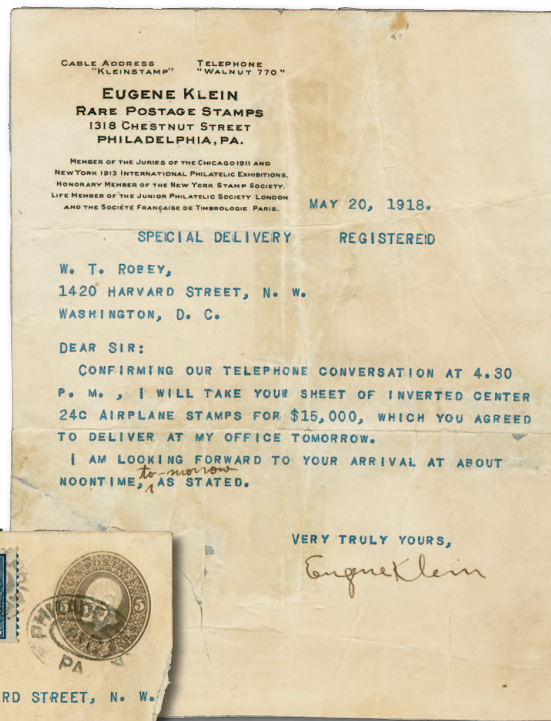 CABLE ADDRESS TELEPHONE
"KLEINSTAMP" "WALNUT 770"
EUGENE KLEIN
RARE POSTAGE STAMPS
1318 CHESTNUT STREET
PHILADELPHIA, PA.
MEMBER OF THE JURIES OF THE CHICAGO 1911 AND
NEW YORK 1913 INTERNATIONAL PHILATELIC EXHIBITIONS.
HONORARY MEMBER OF THE NEW YORK STAMP SOCIETY.
LIFE MEMBER OF THE JUNIOR PHILATELIC SOCIETY LONDON
AND THE SOCIÉTÉ FRANÇAISE DE TIMBROLOGIE PARIS.
MAY 20, 1918.
SPECIAL DELIVERY REGISTERED
W. T. ROBEY,
1420 HARVARD STREET, N. W.
WASHINGTON, D. C.
DEAR SIR:
CONFIRMING OUR TELEPHONE CONVERSATION AT 4.30
P. M., I WILL TAKE YOUR SHEET OF INVERTED CENTER
24C AIRPLANE STAMPS FOR $15,000, WHICH YOU AGREED
TO DELIVER AT MY OFFICE TOMORROW.
I AM LOOKING FORWARD TO YOUR ARRIVAL AT ABOUT
to-morrow
NOONTIME, AS STATED.
VERY TRULY YOURS,
Eugene Klein
5 5
PHILADE
PA
RD STREET, N. W.